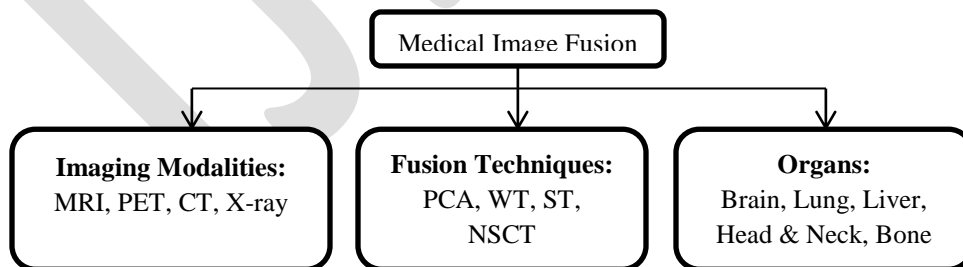 Medical Image Fusion
Imaging Modalities:
MRI, PET, CT, X-ray
Fusion Techniques:
PCA, WT, ST,
NSCT
Organs:
Brain, Lung, Liver,
Head & Neck, Bone